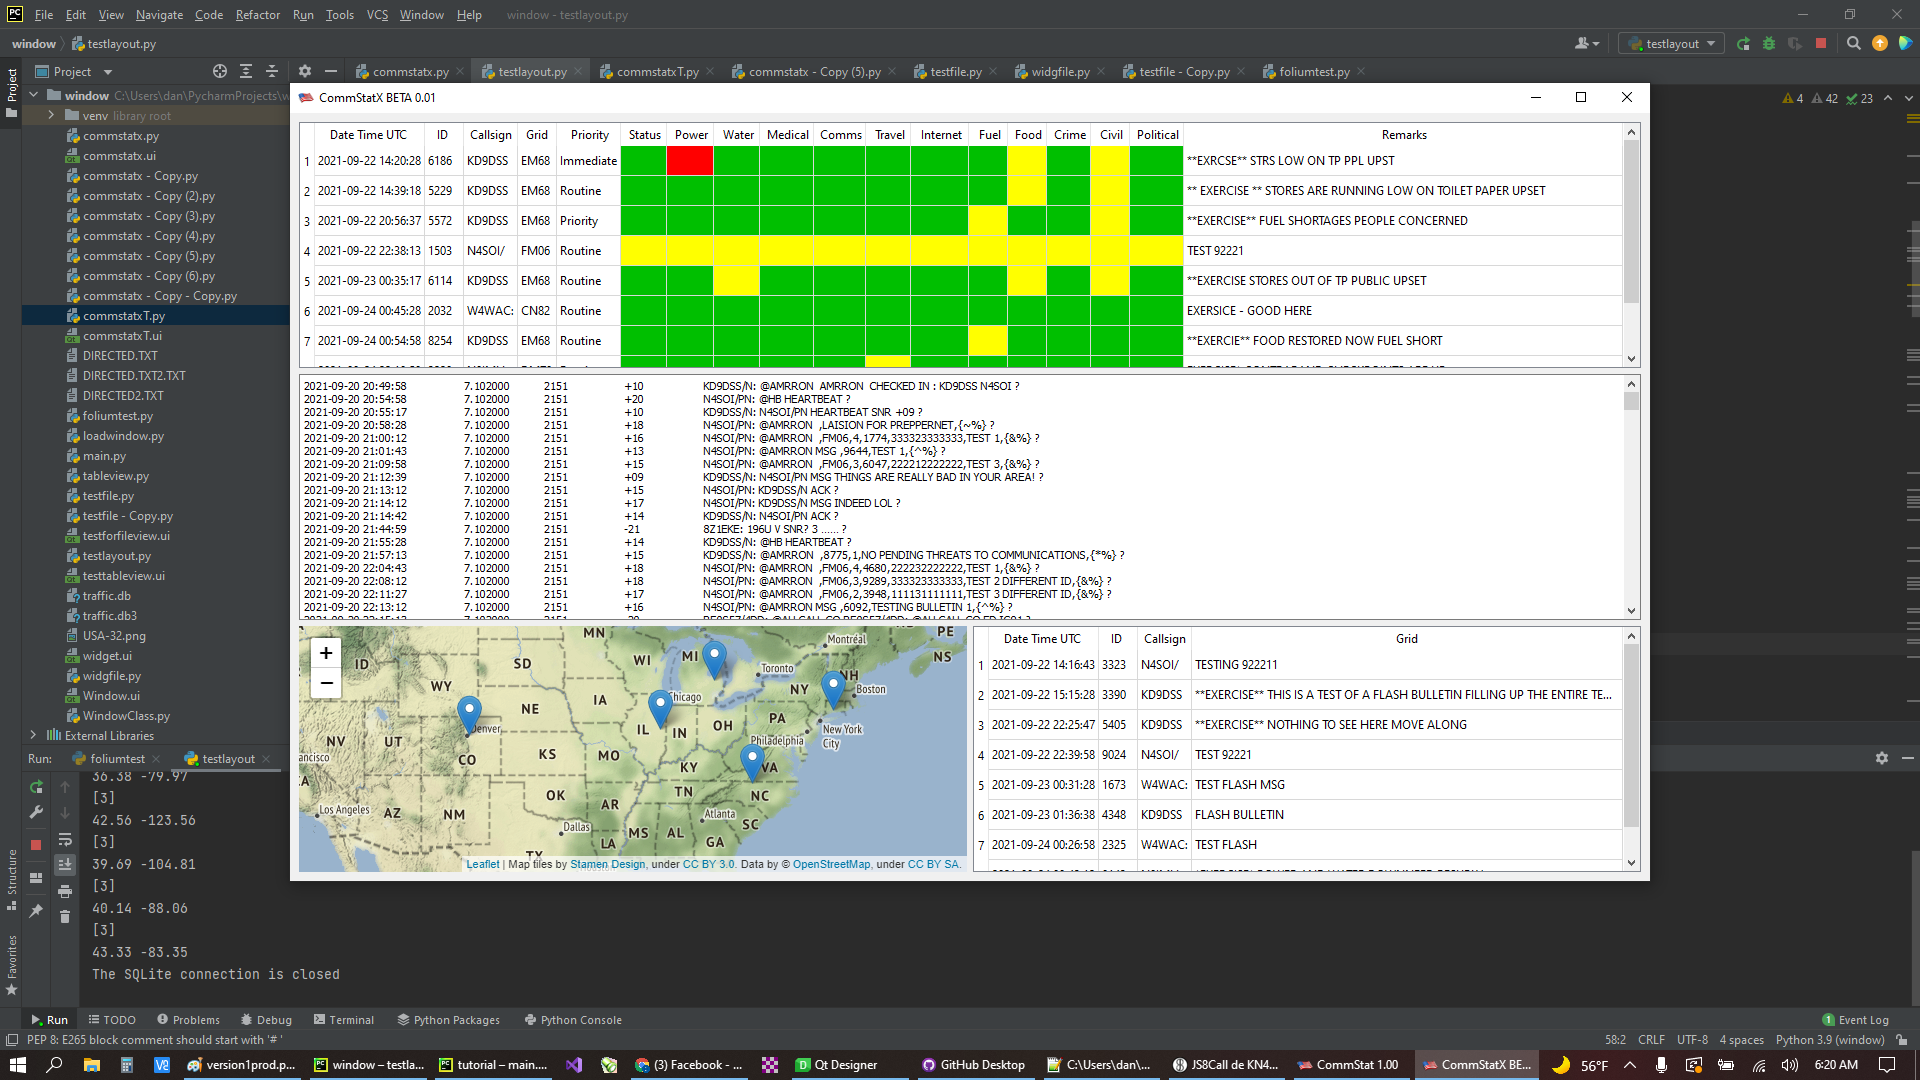 File Edit View Navigate Code Refactor Run Tools VCS Window Help window - testlayout.py
window testlayout.py testlayout
Project commstatx.py testlayout.py commstatxT.py commstatx - Copy (5).py testfile.py widgfile.py testfile - Copy.py foliumtest.py
4 42 23
Project
window C:\Users\dan\PycharmProjects\w
venv library root
commstatx.py
commstatx.ui
commstatx - Copy.py
commstatx - Copy (2).py
commstatx - Copy (3).py
commstatx - Copy (4).py
commstatx - Copy (5).py
commstatx - Copy (6).py
commstatx - Copy - Copy.py
commstatxT.py
commstatxT.ui
DIRECTED.TXT
DIRECTED.TXT2.TXT
DIRECTED2.TXT
foliumtest.py
loadwindow.py
main.py
tableview.py
testfile.py
testfile - Copy.py
testforfileview.ui
testlayout.py
testtableview.ui
traffic.db
traffic.db3
USA-32.png
widget.ui
widgfile.py
Window.ui
WindowClass.py
External Libraries
CommStatX BETA 0.01
Date Time UTC ID Callsign Grid Priority Status Power Water Medical Comms Travel Internet Fuel Food Crime Civil Political Remarks
1 2021-09-22 14:20:28 6186 KD9DSS EM68 Immediate **EXRCSE** STRS LOW ON TP PPL UPST
2 2021-09-22 14:39:18 5229 KD9DSS EM68 Routine ** EXERCISE ** STORES ARE RUNNING LOW ON TOILET PAPER UPSET
3 2021-09-22 20:56:37 5572 KD9DSS EM68 Priority **EXERCISE** FUEL SHORTAGES PEOPLE CONCERNED
4 2021-09-22 22:38:13 1503 N4SOI/ FM06 Routine TEST 92221
5 2021-09-23 00:35:17 6114 KD9DSS EM68 Routine **EXERCISE STORES OUT OF TP PUBLIC UPSET
6 2021-09-24 00:45:28 2032 W4WAC: CN82 Routine EXERSICE - GOOD HERE
7 2021-09-24 00:54:58 8254 KD9DSS EM68 Routine **EXERCIE** FOOD RESTORED NOW FUEL SHORT
2021-09-20 20:49:58 7.102000 2151 +10 KD9DSS/N: @AMRRON AMRRON CHECKED IN : KD9DSS N4SOI ?
2021-09-20 20:54:58 7.102000 2151 +20 N4SOI/PN: @HB HEARTBEAT ?
2021-09-20 20:55:17 7.102000 2151 +10 KD9DSS/N: N4SOI/PN HEARTBEAT SNR +09 ?
2021-09-20 20:58:28 7.102000 2151 +18 N4SOI/PN: @AMRRON ,LAISION FOR PREPPERNET,{~%} ?
2021-09-20 21:00:12 7.102000 2151 +16 N4SOI/PN: @AMRRON ,FM06,4,1774,333323333333,TEST 1,{&%} ?
2021-09-20 21:01:43 7.102000 2151 +13 N4SOI/PN: @AMRRON MSG ,9644,TEST 1,{^%} ?
2021-09-20 21:09:58 7.102000 2151 +15 N4SOI/PN: @AMRRON ,FM06,3,6047,222212222222,TEST 3,{&%} ?
2021-09-20 21:12:39 7.102000 2151 +09 KD9DSS/N: N4SOI/PN MSG THINGS ARE REALLY BAD IN YOUR AREA! ?
2021-09-20 21:13:12 7.102000 2151 +15 N4SOI/PN: KD9DSS/N ACK ?
2021-09-20 21:14:12 7.102000 2151 +17 N4SOI/PN: KD9DSS/N MSG INDEED LOL ?
2021-09-20 21:14:42 7.102000 2151 +14 KD9DSS/N: N4SOI/PN ACK ?
2021-09-20 21:44:59 7.102000 2151 -21 8Z1EKE: 196U V SNR? 3 ...... ?
2021-09-20 21:55:28 7.102000 2151 +14 KD9DSS/N: @HB HEARTBEAT ?
2021-09-20 21:57:13 7.102000 2151 +15 N4SOI/PN: @AMRRON ,8775,1,NO PENDING THREATS TO COMMUNICATIONS,{*%} ?
2021-09-20 22:04:43 7.102000 2151 +18 N4SOI/PN: @AMRRON ,FM06,4,4680,222232222222,TEST 1,{&%} ?
2021-09-20 22:08:12 7.102000 2151 +18 N4SOI/PN: @AMRRON ,FM06,3,9289,333323333333,TEST 2 DIFFERENT ID,{&%} ?
2021-09-20 22:11:27 7.102000 2151 +17 N4SOI/PN: @AMRRON ,FM06,2,3948,111131111111,TEST 3 DIFFERENT ID,{&%} ?
2021-09-20 22:13:12 7.102000 2151 +16 N4SOI/PN: @AMRRON MSG ,6092,TESTING BULLETIN 1,{^%} ?
+ −
MN ME PE
Montréal
ID SD WI MI NS
Toronto
WY NY NH
IA Chicago Boston
NE PA
Denver OH New York City
NV UT IL IN Philadelphia
KS MO
ancisco CO KY VA
CA OK TN NC
Los Angeles AZ NM AR Atlanta SC
Dallas MS AL GA
LA
TX
Leaflet | Map tiles by Stamen Design, under CC BY 3.0. Data by © OpenStreetMap, under CC BY SA.
Date Time UTC ID Callsign Grid
1 2021-09-22 14:16:43 3323 N4SOI/ TESTING 922211
2 2021-09-22 15:15:28 3390 KD9DSS **EXERCISE** THIS IS A TEST OF A FLASH BULLETIN FILLING UP THE ENTIRE TE...
3 2021-09-22 22:25:47 5405 KD9DSS **EXERCISE** NOTHING TO SEE HERE MOVE ALONG
4 2021-09-22 22:39:58 9024 N4SOI/ TEST 92221
5 2021-09-23 00:31:28 1673 W4WAC: TEST FLASH MSG
6 2021-09-23 01:36:38 4348 KD9DSS FLASH BULLETIN
7 2021-09-24 00:26:58 2325 W4WAC: TEST FLASH
Run: foliumtest testlayout
36.38 -79.97
[3]
42.56 -123.56
[3]
39.69 -104.81
[3]
40.14 -88.06
[3]
43.33 -83.35
The SQLite connection is closed
Structure
Favorites
Run TODO Problems Debug Terminal Python Packages Python Console 1 Event Log
PEP 8: E265 block comment should start with '# ' 58:2 CRLF UTF-8 4 spaces Python 3.9 (window)
version1prod.p... window – testla... tutorial – main.... (3) Facebook - ... Qt Designer GitHub Desktop C:\Users\dan\... JS8Call de KN4... CommStat 1.00 CommStatX BE... 56°F 6:20 AM